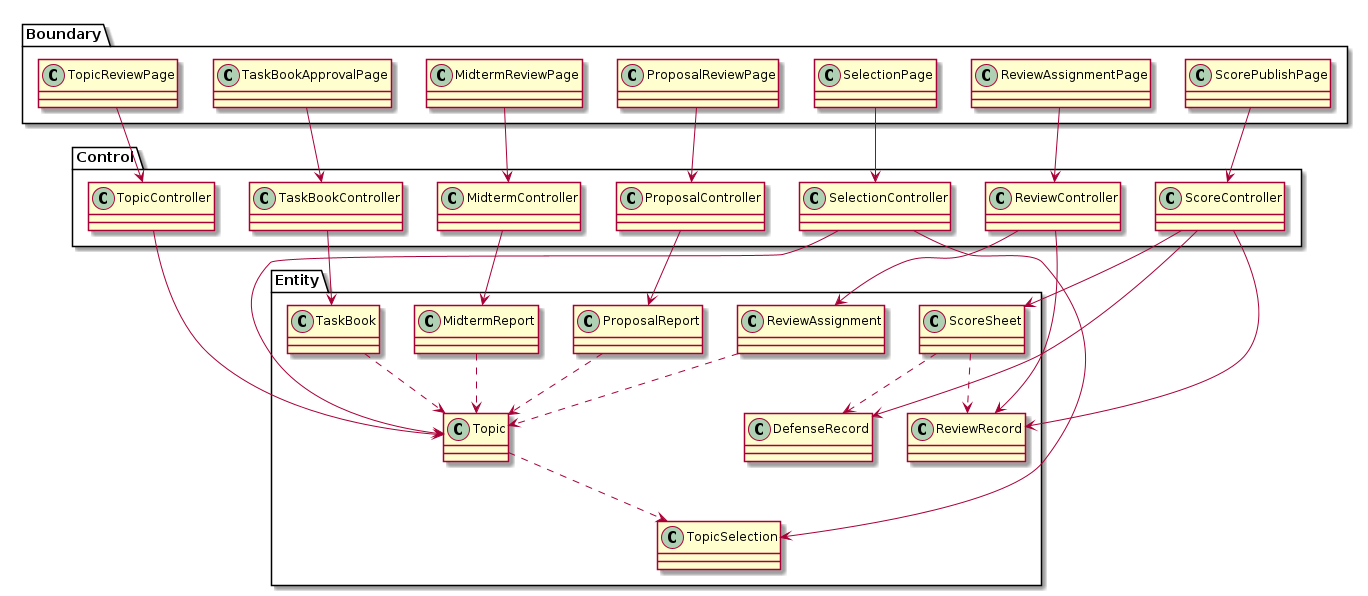 Boundary
C TopicReviewPage
C TaskBookApprovalPage
C MidtermReviewPage
C ProposalReviewPage
C SelectionPage
C ReviewAssignmentPage
C ScorePublishPage
Control
C TopicController
C TaskBookController
C MidtermController
C ProposalController
C SelectionController
C ReviewController
C ScoreController
Entity
C TaskBook
C MidtermReport
C ProposalReport
C ReviewAssignment
C ScoreSheet
C Topic
C DefenseRecord
C ReviewRecord
C TopicSelection